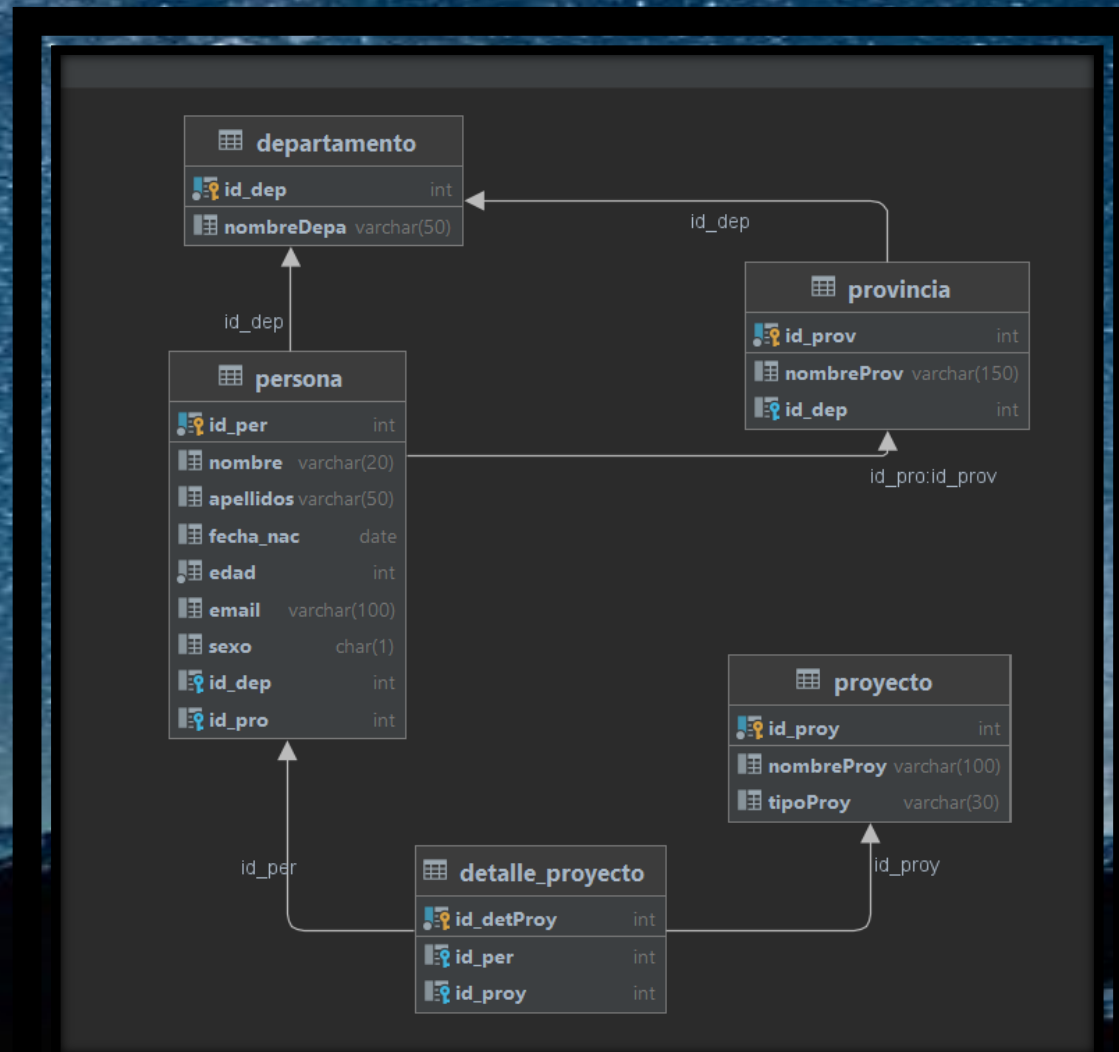 departamento
id_dep int
nombreDepa varchar(50)
id_dep
provincia
id_prov int
nombreProv varchar(150)
id_dep int
id_dep
persona
id_per int
nombre varchar(20)
apellidos varchar(50)
fecha_nac date
edad int
email varchar(100)
sexo char(1)
id_dep int
id_pro int
id_pro:id_prov
proyecto
id_proy int
nombreProy varchar(100)
tipoProy varchar(30)
id_per
id_proy
detalle_proyecto
id_detProy int
id_per int
id_proy int